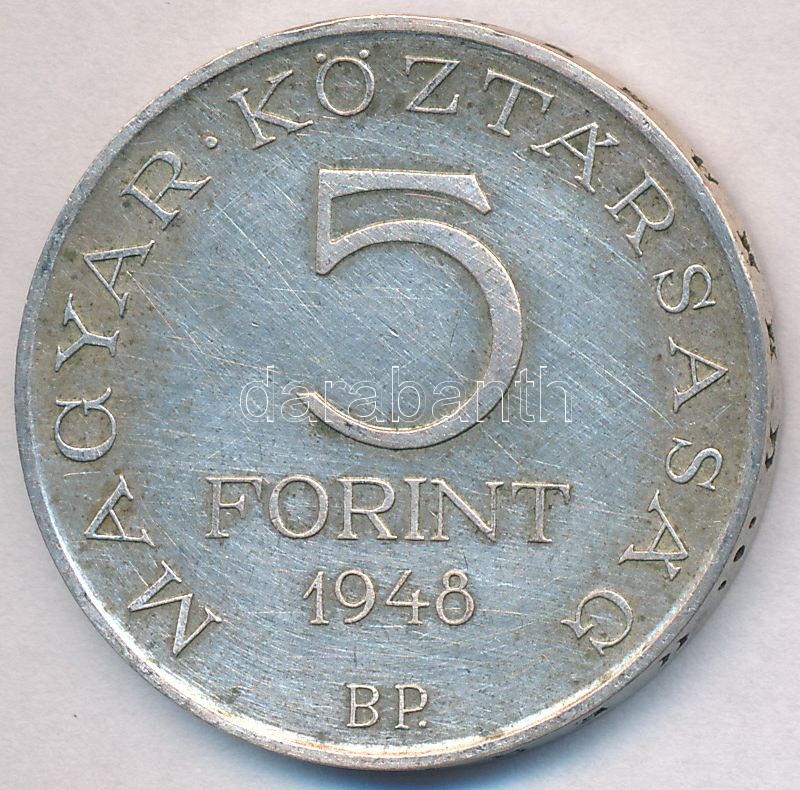 MAGYAR · KÖZTÁRSASÁG
5
FORINT
1948
BP.
darabanth